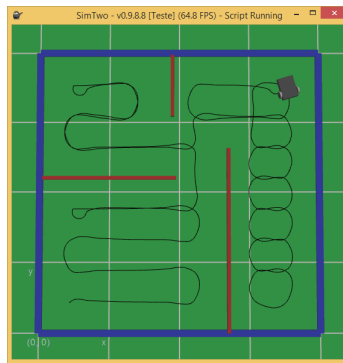 SimTwo - v0.9.8.8 [Teste] (64.8 FPS) - Script Running
y
(0, 0) x